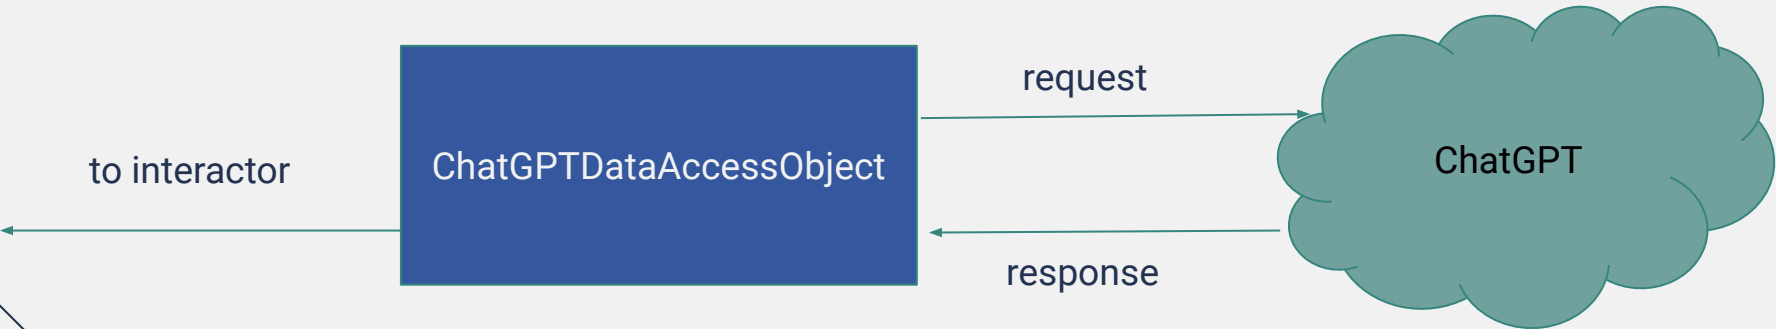 request
to interactor
ChatGPTDataAccessObject
ChatGPT
response